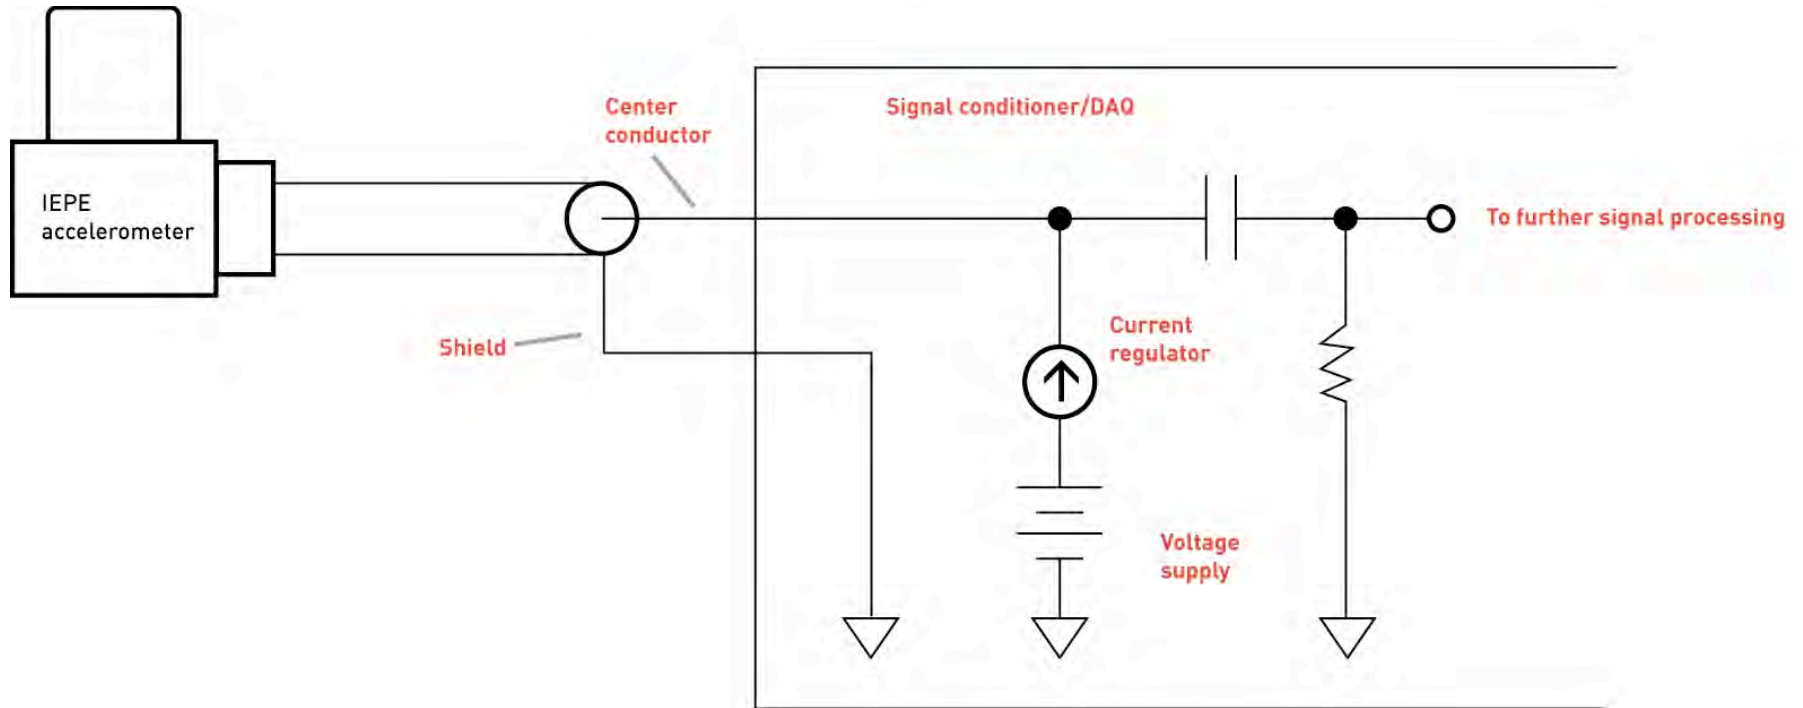 Center
conductor
Signal conditioner/DAQ
IEPE
accelerometer
To further signal processing
Shield
Current
regulator
Voltage
supply